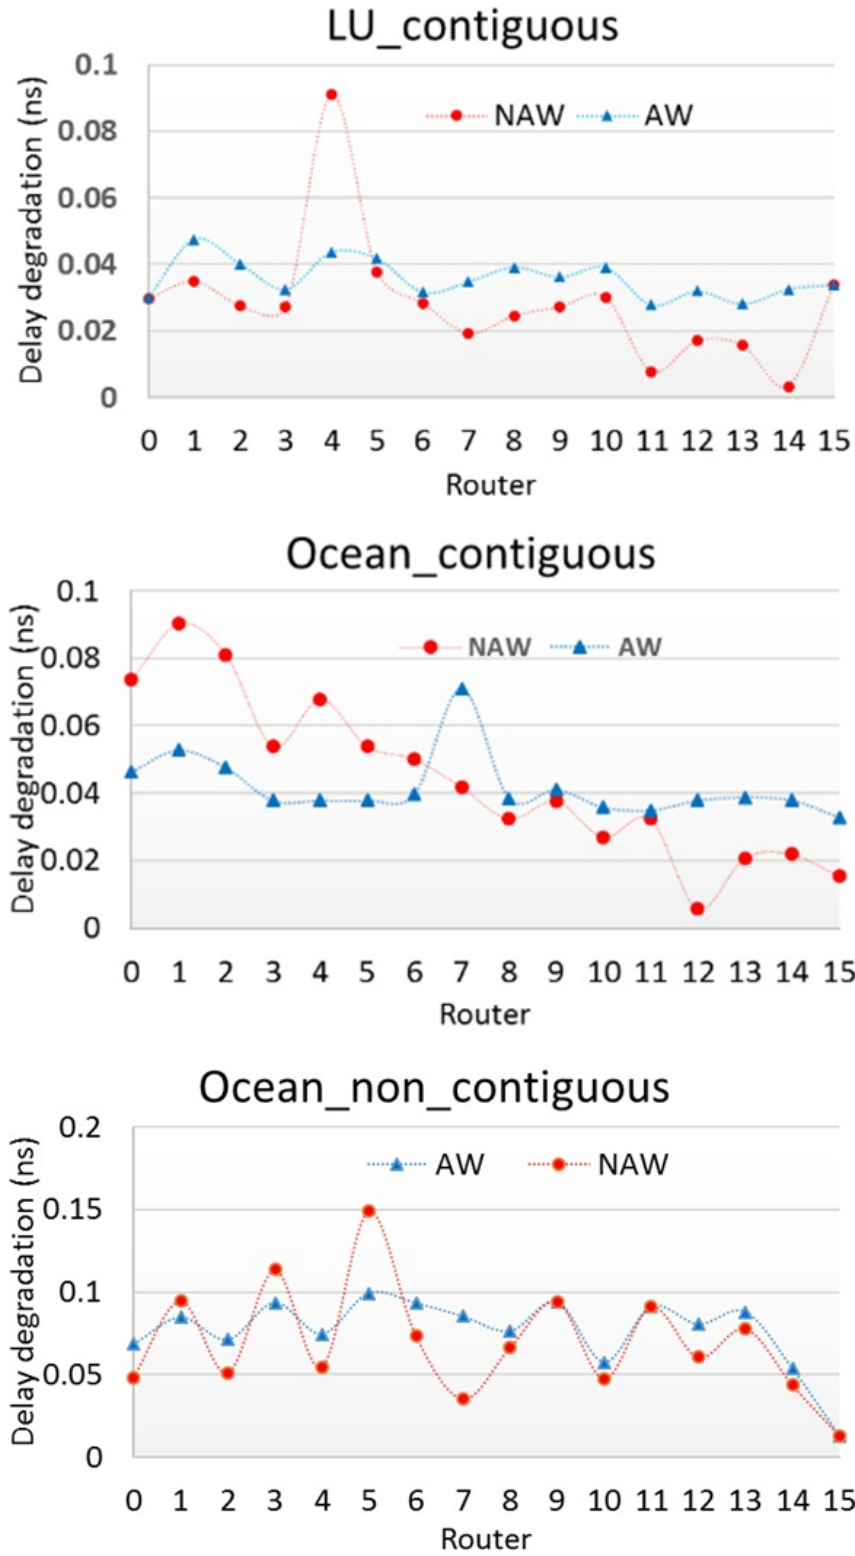 LU_contiguous
Delay degradation (ns)
0.1
0.08
0.06
0.04
0.02
0
NAW AW
0 1 2 3 4 5 6 7 8 9 10 11 12 13 14 15
Router
Ocean_contiguous
Delay degradation (ns)
0.1
0.08
0.06
0.04
0.02
0
NAW AW
0 1 2 3 4 5 6 7 8 9 10 11 12 13 14 15
Router
Ocean_non_contiguous
Delay degradation (ns)
0.2
0.15
0.1
0.05
0
AW NAW
0 1 2 3 4 5 6 7 8 9 10 11 12 13 14 15
Router